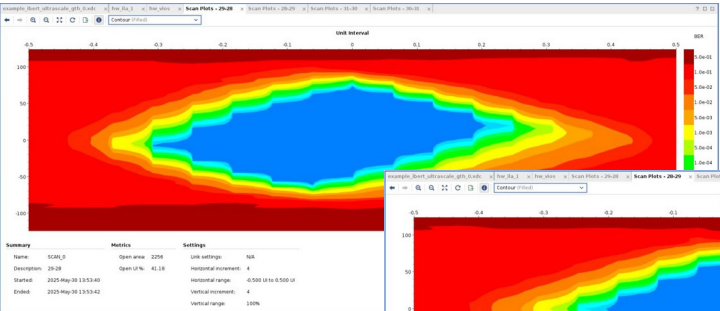 example_ibert_ultrascale_gth_0.xdc x hw_ila_1 x hw_vios x Scan Plots - 29-28 x Scan Plots - 28-29 x Scan Plots - 31-30 x Scan Plots - 30-31 x
Contour (Filled)
Unit Interval
-0.5 -0.4 -0.3 -0.2 -0.1 0 0.1 0.2 0.3 0.4 0.5
BER
100
50
0
-50
-100
5.0e-01
1.0e-01
5.0e-02
1.0e-02
5.0e-03
1.0e-03
5.0e-04
1.0e-04
Summary Metrics Settings
Name: SCAN_0 Open area: 2256 Link settings: N/A
Description: 29-28 Open UI %: 41.18 Horizontal increment: 4
Started: 2025-May-30 13:53:40 Horizontal range: -0.500 UI to 0.500 UI
Ended: 2025-May-30 13:53:42 Vertical increment: 4
Vertical range: 100%
example_ibert_ultrascale_gth_0.xdc x hw_ila_1 x hw_vios x Scan Plots - 29-28 x Scan Plots - 28-29 x Scan Plot
Contour (Filled)
-0.5 -0.4 -0.3 -0.2 -0.1
100
50
0